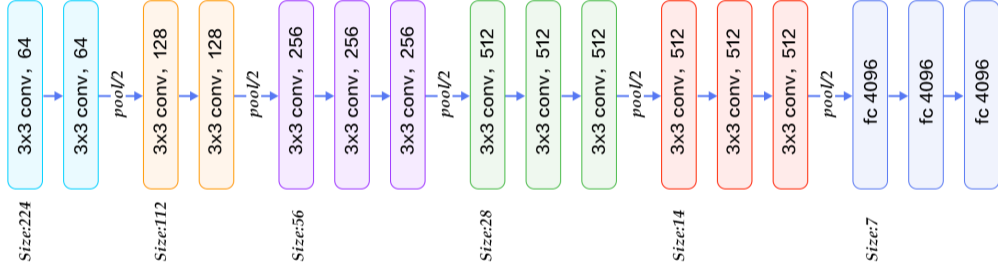 3x3 conv, 64
3x3 conv, 64
pool/2
3x3 conv, 128
3x3 conv, 128
pool/2
3x3 conv, 256
3x3 conv, 256
3x3 conv, 256
pool/2
3x3 conv, 512
3x3 conv, 512
3x3 conv, 512
pool/2
3x3 conv, 512
3x3 conv, 512
3x3 conv, 512
pool/2
fc 4096
fc 4096
fc 4096
Size:224
Size:112
Size:56
Size:28
Size:14
Size:7